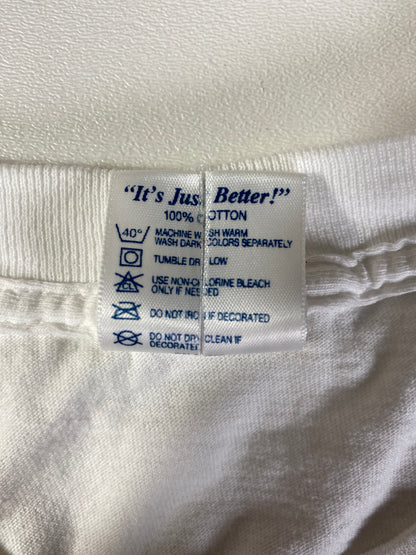 "It's Just Better!"
100% COTTON
40° MACHINE WASH WARM
WASH DARK COLORS SEPARATELY
TUMBLE DRY LOW
CL USE NON-CHLORINE BLEACH
ONLY IF NEEDED
DO NOT IRON IF DECORATED
DO NOT DRY CLEAN IF
DECORATED